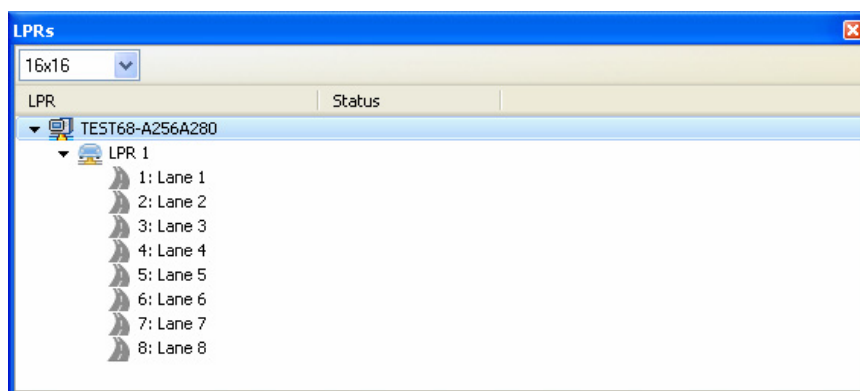 LPRs
16x16
LPR Status
TEST68-A256A280
LPR 1
1: Lane 1
2: Lane 2
3: Lane 3
4: Lane 4
5: Lane 5
6: Lane 6
7: Lane 7
8: Lane 8